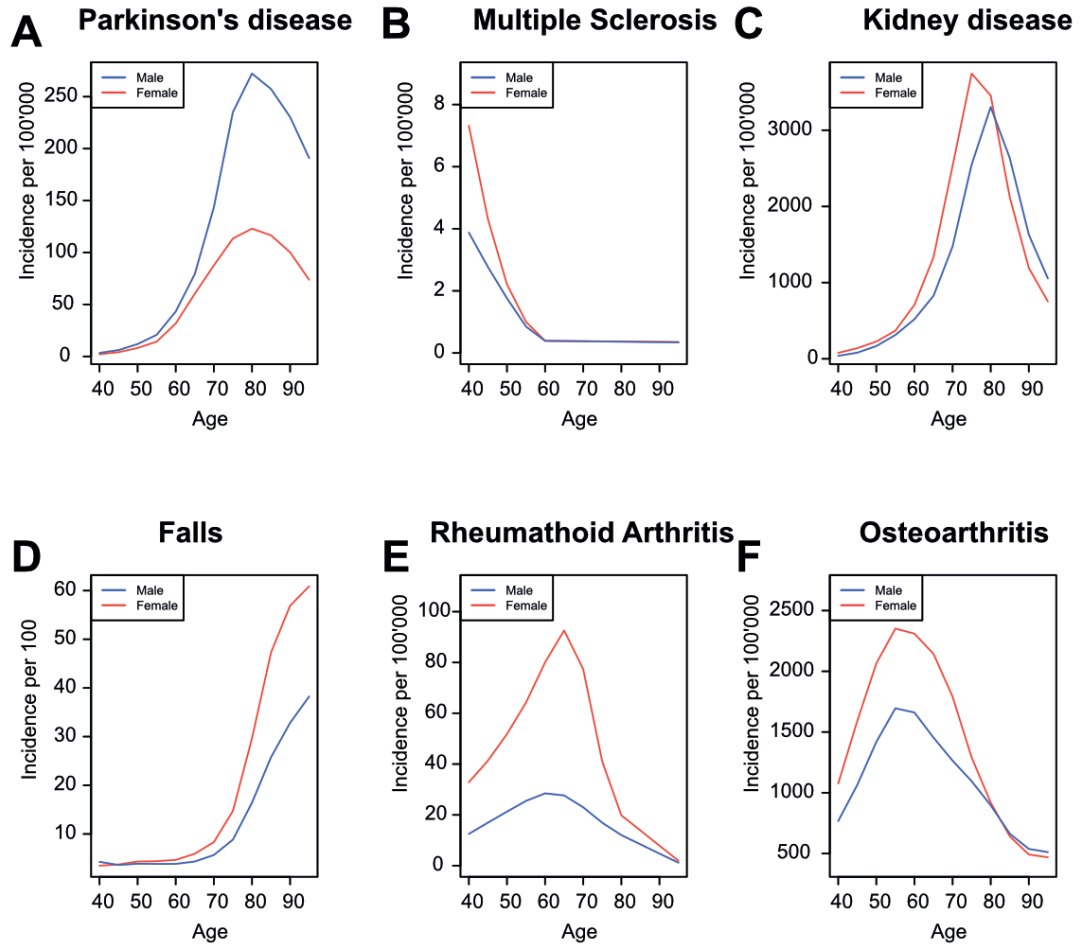 A Parkinson's disease
Male
Female
Incidence per 100'000
250
200
150
100
50
0
40 50 60 70 80 90
Age
B Multiple Sclerosis
Male
Female
Incidence per 100'000
8
6
4
2
0
40 50 60 70 80 90
Age
C Kidney disease
Male
Female
Incidence per 100'000
3000
2000
1000
0
40 50 60 70 80 90
Age
D Falls
Male
Female
Incidence per 100
60
50
40
30
20
10
40 50 60 70 80 90
Age
E Rheumathoid Arthritis
Male
Female
Incidence per 100'000
100
80
60
40
20
0
40 50 60 70 80 90
Age
F Osteoarthritis
Male
Female
Incidence per 100'000
2500
2000
1500
1000
500
40 50 60 70 80 90
Age